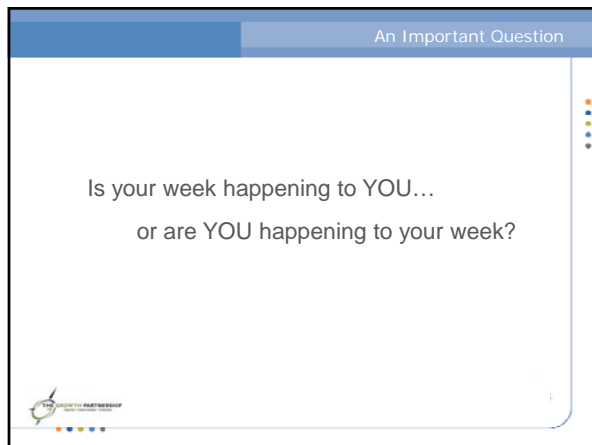 An Important Question
Is your week happening to YOU…
or are YOU happening to your week?
THE GROWTH PARTNERSHIP